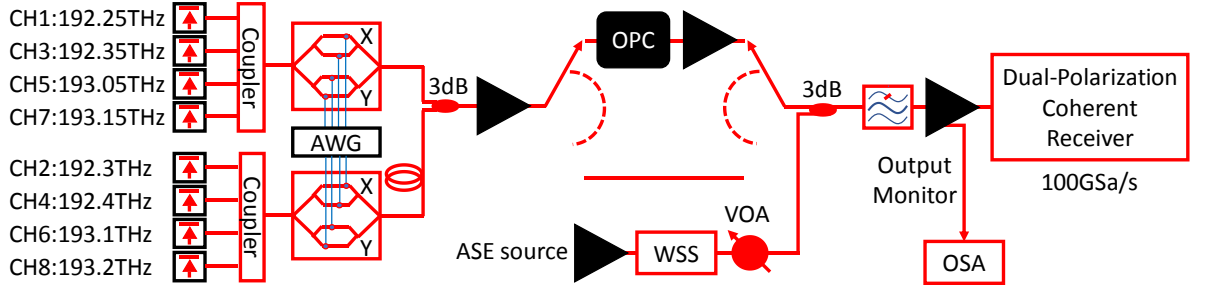 CH1:192.25THz
CH3:192.35THz
CH5:193.05THz
CH7:193.15THz
Coupler
X
Y
AWG
CH2:192.3THz
CH4:192.4THz
CH6:193.1THz
CH8:193.2THz
Coupler
X
Y
3dB
OPC
ASE source
WSS
VOA
3dB
Output
Monitor
OSA
Dual-Polarization
Coherent
Receiver
100GSa/s